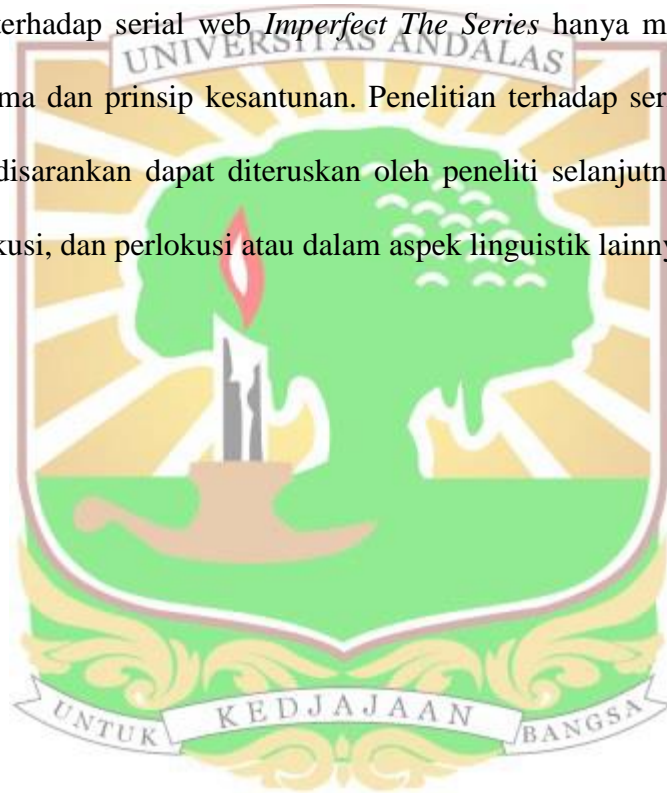 terhadap serial web Imperfect The Series hanya m
UNIVERSITAS ANDALAS
ma dan prinsip kesantunan. Penelitian terhadap ser
disarankan dapat diteruskan oleh peneliti selanjutn
kusi, dan perlokusi atau dalam aspek linguistik lainny
UNTUK KEDJAJAAN BANGSA